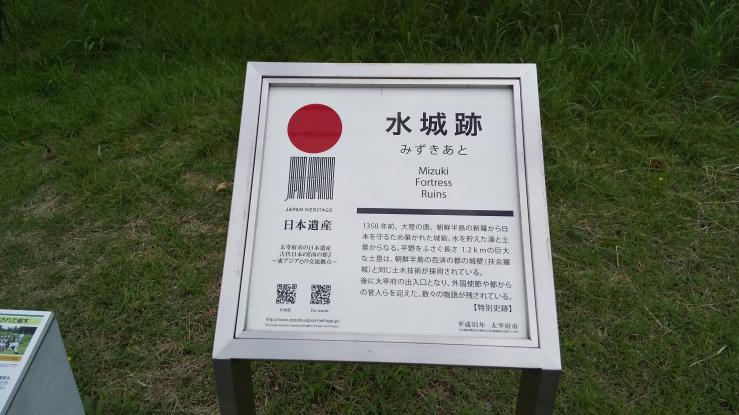 水城跡
みずきあと
Mizuki
Fortress
Ruins
JAPAN HERITAGE
日本遺産
太宰府市の日本遺産
古代日本の「西の都」
～東アジアとの交流拠点～
日本語
For tourist
http://www.dazaifu-japan-heritage.jp/
1350年前、大陸の唐、朝鮮半島の新羅から日
本を守るため築かれた城砦。水を貯えた濠と土
塁からなる。平野をふさぐ長さ1.2kmの巨大
な土塁は、朝鮮半島の百済の都の城壁(扶余羅
城)と同じ土木技術が採用されている。
後に大宰府の出入口となり、外国使節や都から
の官人らを迎えた。数々の物語が残されている。
【特別史跡】
平成31年 太宰府市